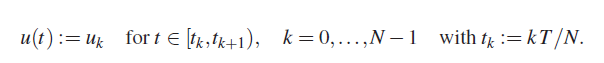 u(t) := u_k for t ∈ [t_k, t_{k+1}), k = 0, ..., N − 1 with t_k := kT/N.